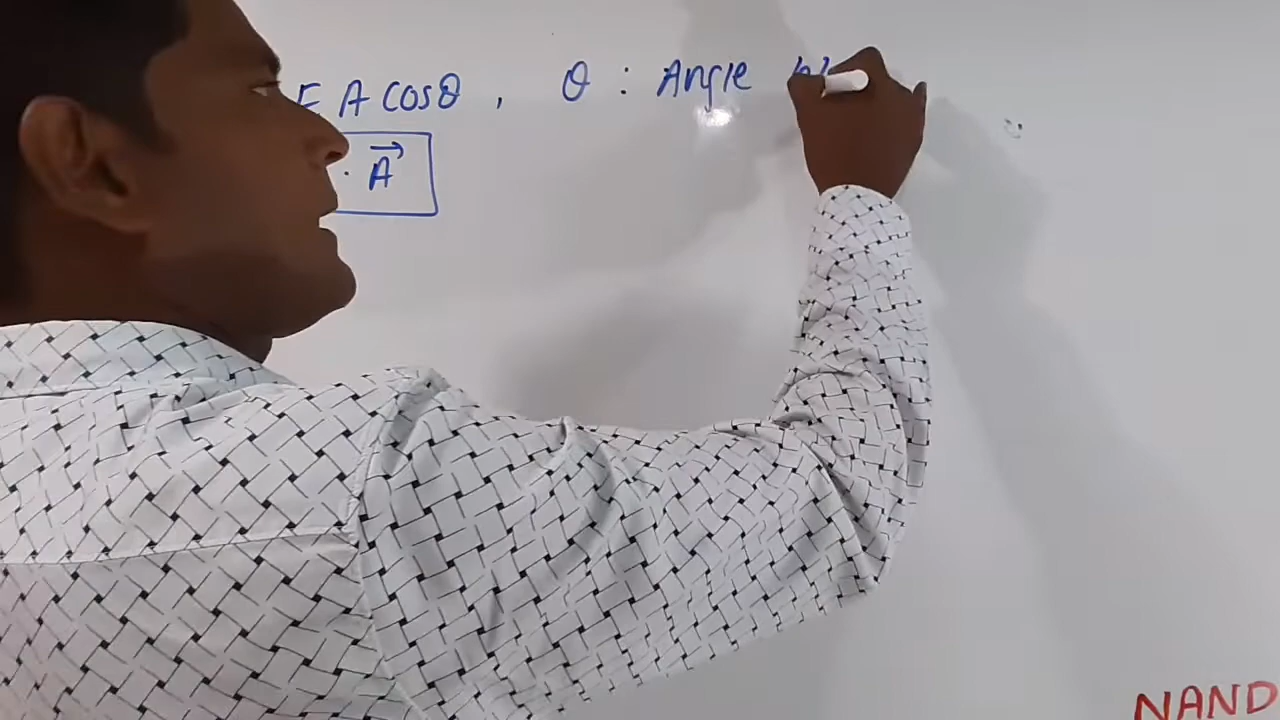 E A cosθ , θ : Angle
· A⃗
NAND